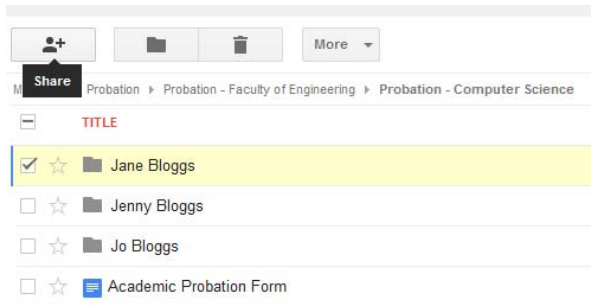 More
Share
M Probation Probation - Faculty of Engineering Probation - Computer Science
TITLE
Jane Bloggs
Jenny Bloggs
Jo Bloggs
Academic Probation Form